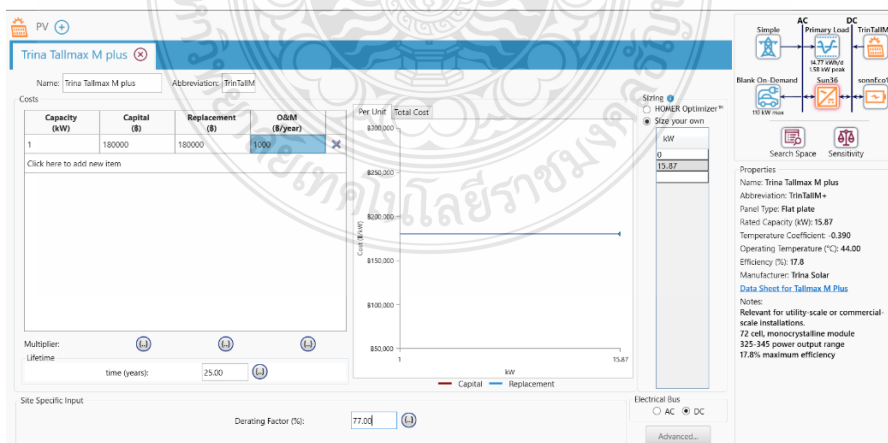 PV
Trina Tallmax M plus
Name: Trina Tallmax M plus Abbreviation: TrinTallM
Costs
Capacity (kW) Capital ($) Replacement ($) O&M ($/year)
1 180000 180000 1000
Click here to add new item
Multiplier: (..) (..) (..)
Lifetime
time (years): 25.00 (..)
Per Unit Total Cost
Cost (฿/kW)
฿300,000
฿250,000
฿200,000
฿150,000
฿100,000
฿50,000
1 15.87
kW
Capital Replacement
Sizing
HOMER Optimizer™
Size your own
kW
0
15.87
Site Specific Input
Derating Factor (%): 77.00 (..)
Electrical Bus
AC DC
Advanced...
AC DC
Simple Primary Load TrinTallM
14.77 kWh/d
1.58 kW peak
Blank On-Demand Sun36 sonnEco1
110 kW max
Search Space Sensitivity
Properties
Name: Trina Tallmax M plus
Abbreviation: TrinTallM+
Panel Type: Flat plate
Rated Capacity (kW): 15.87
Temperature Coefficient: -0.390
Operating Temperature (°C): 44.00
Efficiency (%): 17.8
Manufacturer: Trina Solar
Data Sheet for Tallmax M Plus
Notes:
Relevant for utility-scale or commercial-
scale installations.
72 cell, monocrystalline module
325-345 power output range
17.8% maximum efficiency